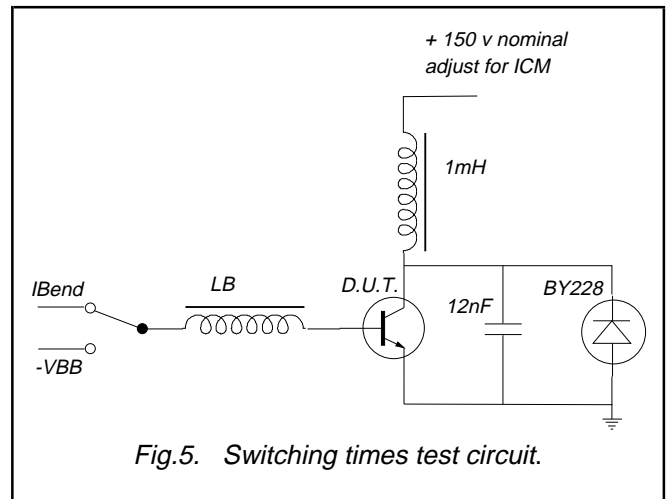 + 150 v nominal
adjust for ICM
1mH
IBend
LB
D.U.T.
12nF
BY228
-VBB
Fig.5. Switching times test circuit.